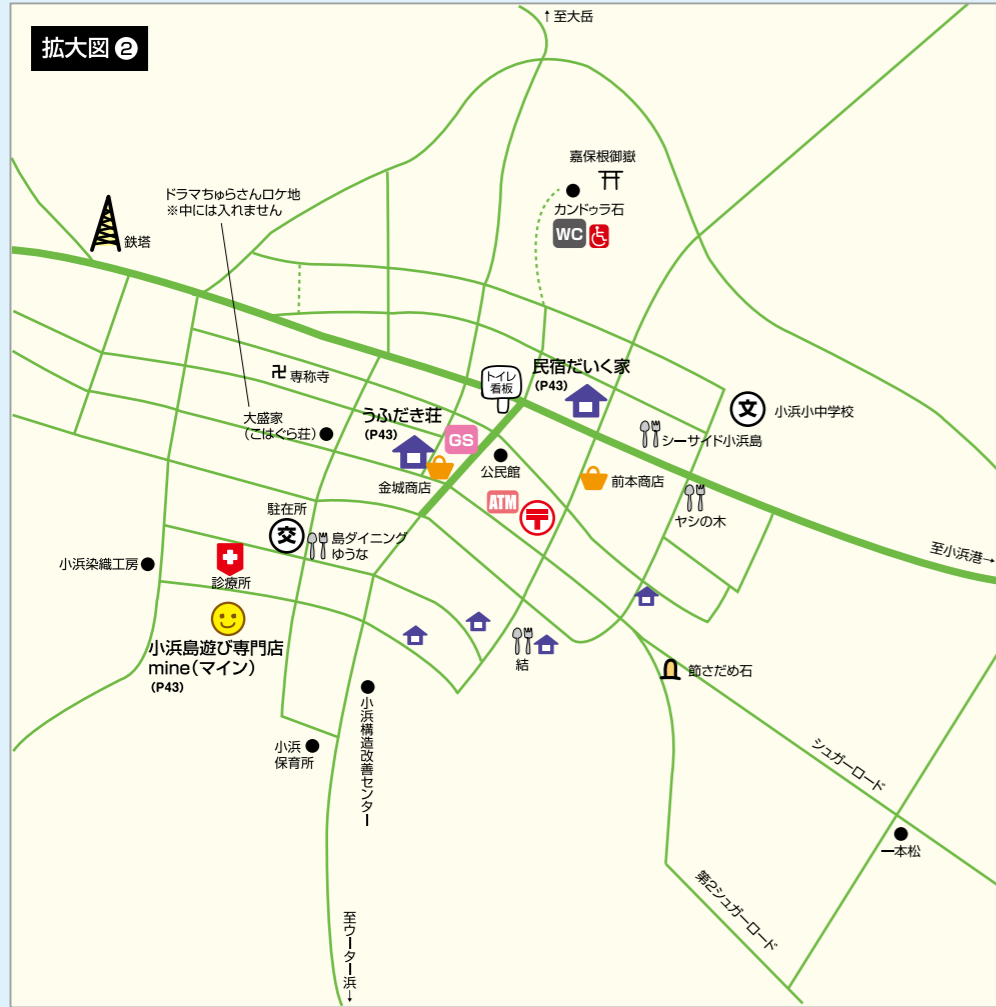 拡大図❷
↑至大岳
嘉保根御嶽
カンドゥラ石
WC
ドラマちゅらさんロケ地
※中には入れません
鉄塔
トイレ
看板
民宿だいく家
(P43)
専称寺
うふだき荘
(P43)
GS
文
小浜小中学校
大盛家
(こはぐら荘)
シーサイド小浜島
公民館
金城商店
前本商店
ATM
〒
ヤシの木
駐在所
交
島ダイニング
ゆうな
至小浜港→
小浜染織工房
診療所
小浜島遊び専門店
mine(マイン)
(P43)
結
節さだめ石
小浜構造改善センター
小浜
保育所
シュガーロード
一本松
第2シュガーロード
至ウーター浜→